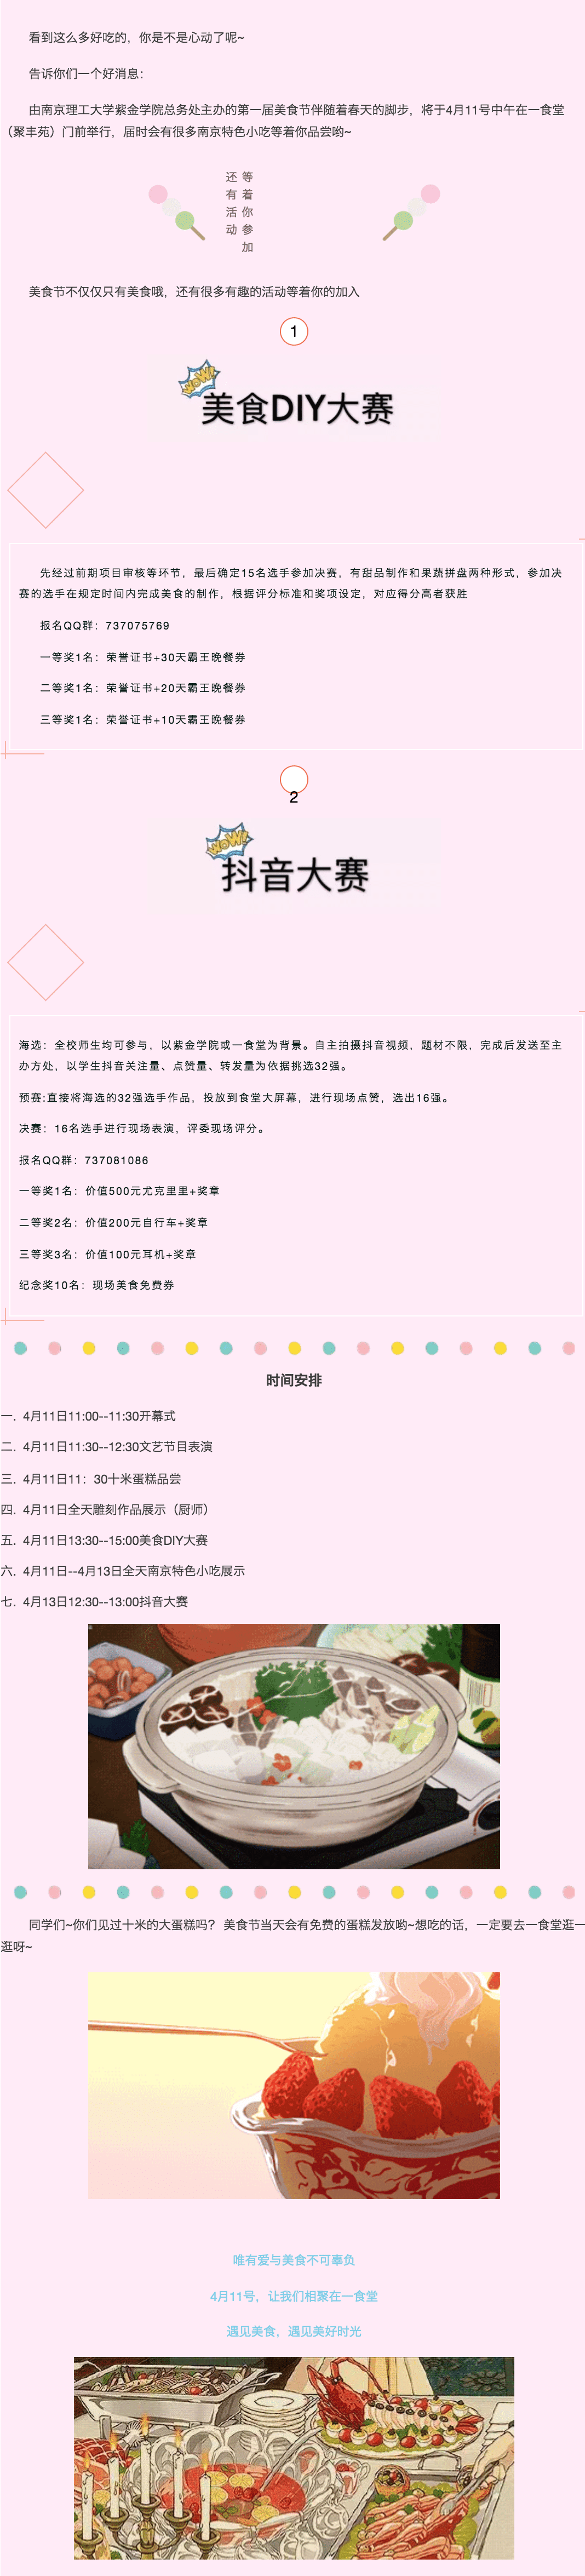 看到这么多好吃的，你是不是心动了呢~
告诉你们一个好消息：
由南京理工大学紫金学院总务处主办的第一届美食节伴随着春天的脚步，将于4月11号中午在一食堂
（聚丰苑）门前举行，届时会有很多南京特色小吃等着你品尝哟~
还有活动
等着你参加
美食节不仅仅只有美食哦，还有很多有趣的活动等着你的加入
1
WOW!
美食DIY大赛
先经过前期项目审核等环节，最后确定15名选手参加决赛，有甜品制作和果蔬拼盘两种形式，参加决
赛的选手在规定时间内完成美食的制作，根据评分标准和奖项设定，对应得分高者获胜
报名QQ群：737075769
一等奖1名：荣誉证书+30天霸王晚餐券
二等奖1名：荣誉证书+20天霸王晚餐券
三等奖1名：荣誉证书+10天霸王晚餐券
2
WOW!
抖音大赛
海选：全校师生均可参与，以紫金学院或一食堂为背景。自主拍摄抖音视频，题材不限，完成后发送至主
办方处，以学生抖音关注量、点赞量、转发量为依据挑选32强。
预赛:直接将海选的32强选手作品，投放到食堂大屏幕，进行现场点赞，选出16强。
决赛：16名选手进行现场表演，评委现场评分。
报名QQ群：737081086
一等奖1名：价值500元尤克里里+奖章
二等奖2名：价值200元自行车+奖章
三等奖3名：价值100元耳机+奖章
纪念奖10名：现场美食免费券
时间安排
一. 4月11日11:00--11:30开幕式
二. 4月11日11:30--12:30文艺节目表演
三. 4月11日11：30十米蛋糕品尝
四. 4月11日全天雕刻作品展示（厨师）
五. 4月11日13:30--15:00美食DIY大赛
六. 4月11日--4月13日全天南京特色小吃展示
七. 4月13日12:30--13:00抖音大赛
同学们~你们见过十米的大蛋糕吗？ 美食节当天会有免费的蛋糕发放哟~想吃的话，一定要去一食堂逛一
逛呀~
唯有爱与美食不可辜负
4月11号，让我们相聚在一食堂
遇见美食，遇见美好时光